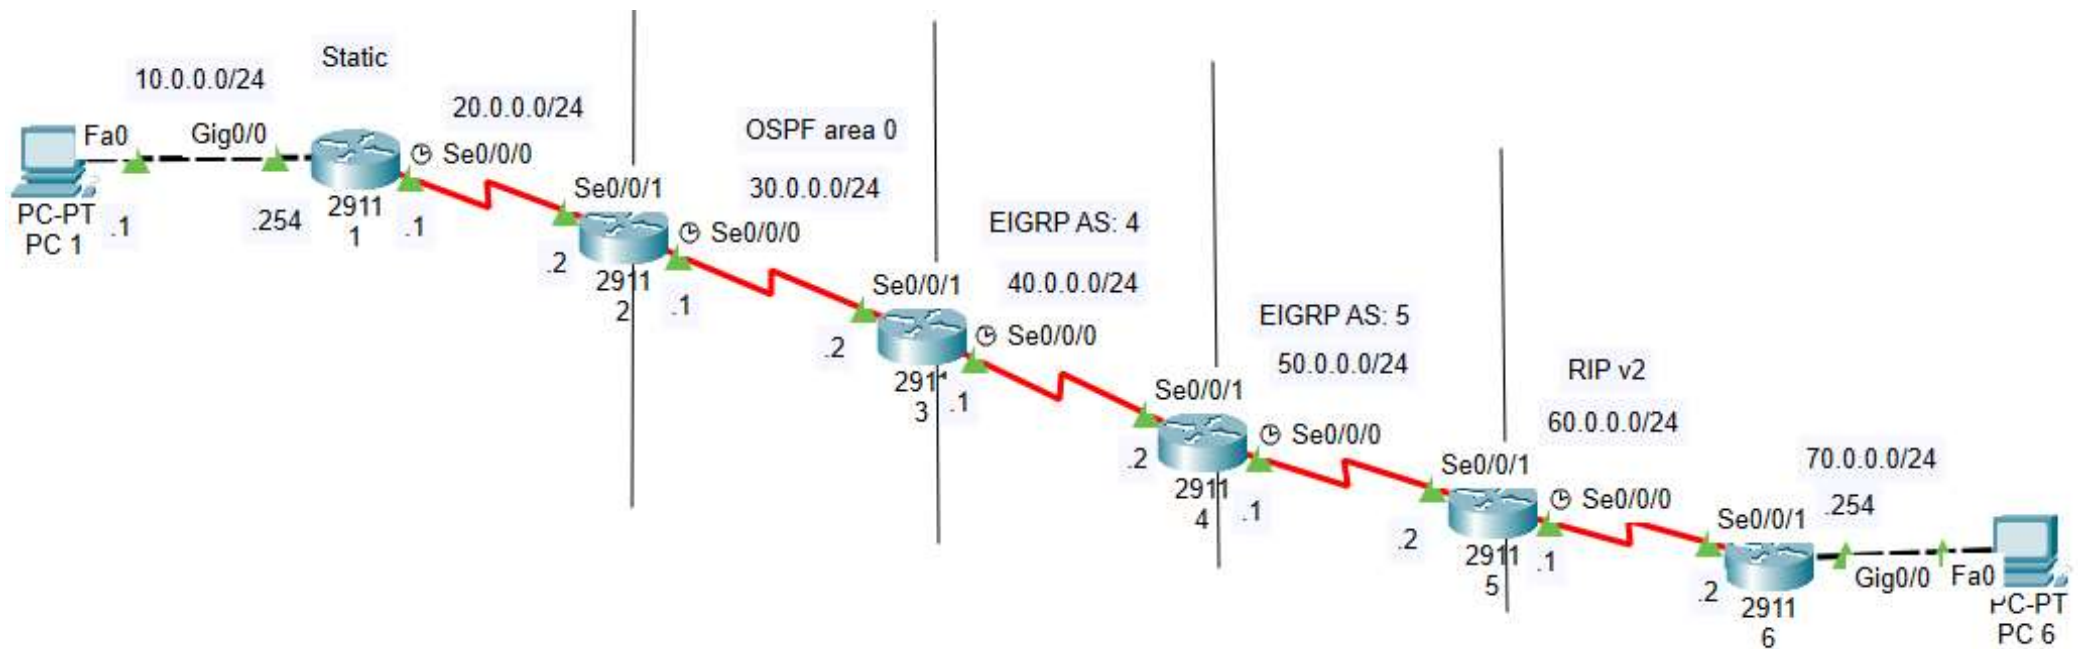 Static
10.0.0.0/24
20.0.0.0/24
Fa0
Gig0/0
Se0/0/0
PC-PT
PC 1
.1
.254
2911
1
.1
OSPF area 0
30.0.0.0/24
Se0/0/1
Se0/0/0
.2
2911
2
.1
EIGRP AS: 4
40.0.0.0/24
Se0/0/1
Se0/0/0
.2
2911
3
.1
EIGRP AS: 5
50.0.0.0/24
Se0/0/1
Se0/0/0
.2
2911
4
.1
RIP v2
60.0.0.0/24
Se0/0/1
Se0/0/0
.2
2911
5
.1
70.0.0.0/24
.254
Se0/0/1
Gig0/0
Fa0
.2
2911
6
PC-PT
PC 6